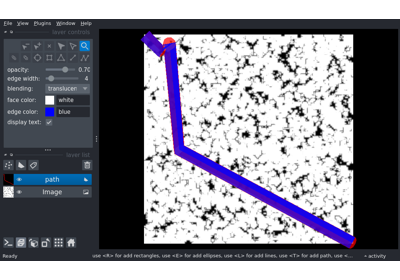 File View Plugins Window Help
layer controls
opacity: 0.70
edge width: 4
blending: translucen
face color: white
edge color: blue
display text:
layer list
path
Image
Ready use <R> for add rectangles, use <E> for add ellipses, use <L> for add lines, use <T> for add path, use <... activity